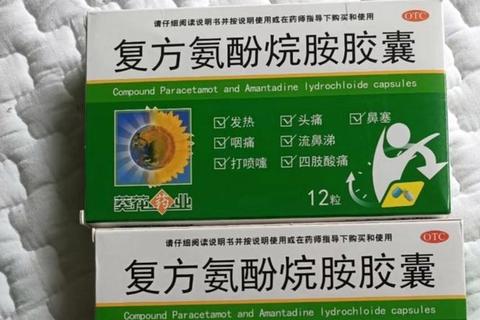 请仔细阅读说明书并按说明使用或在药师指导下购买和使用
OTC
复方氨酚烷胺胶囊
Compound Paracetamot and Amantadine lydrochloide capsules
发热 头痛 鼻塞
咽痛 流鼻涕
打喷嚏 四肢酸痛
葵花药业
12粒
请仔细阅读说明书并按说明使用或在药师指导下购买和使用
OTC
复方氨酚烷胺胶囊
Compound Paracetamot and Amantadine lydrochloride capsules